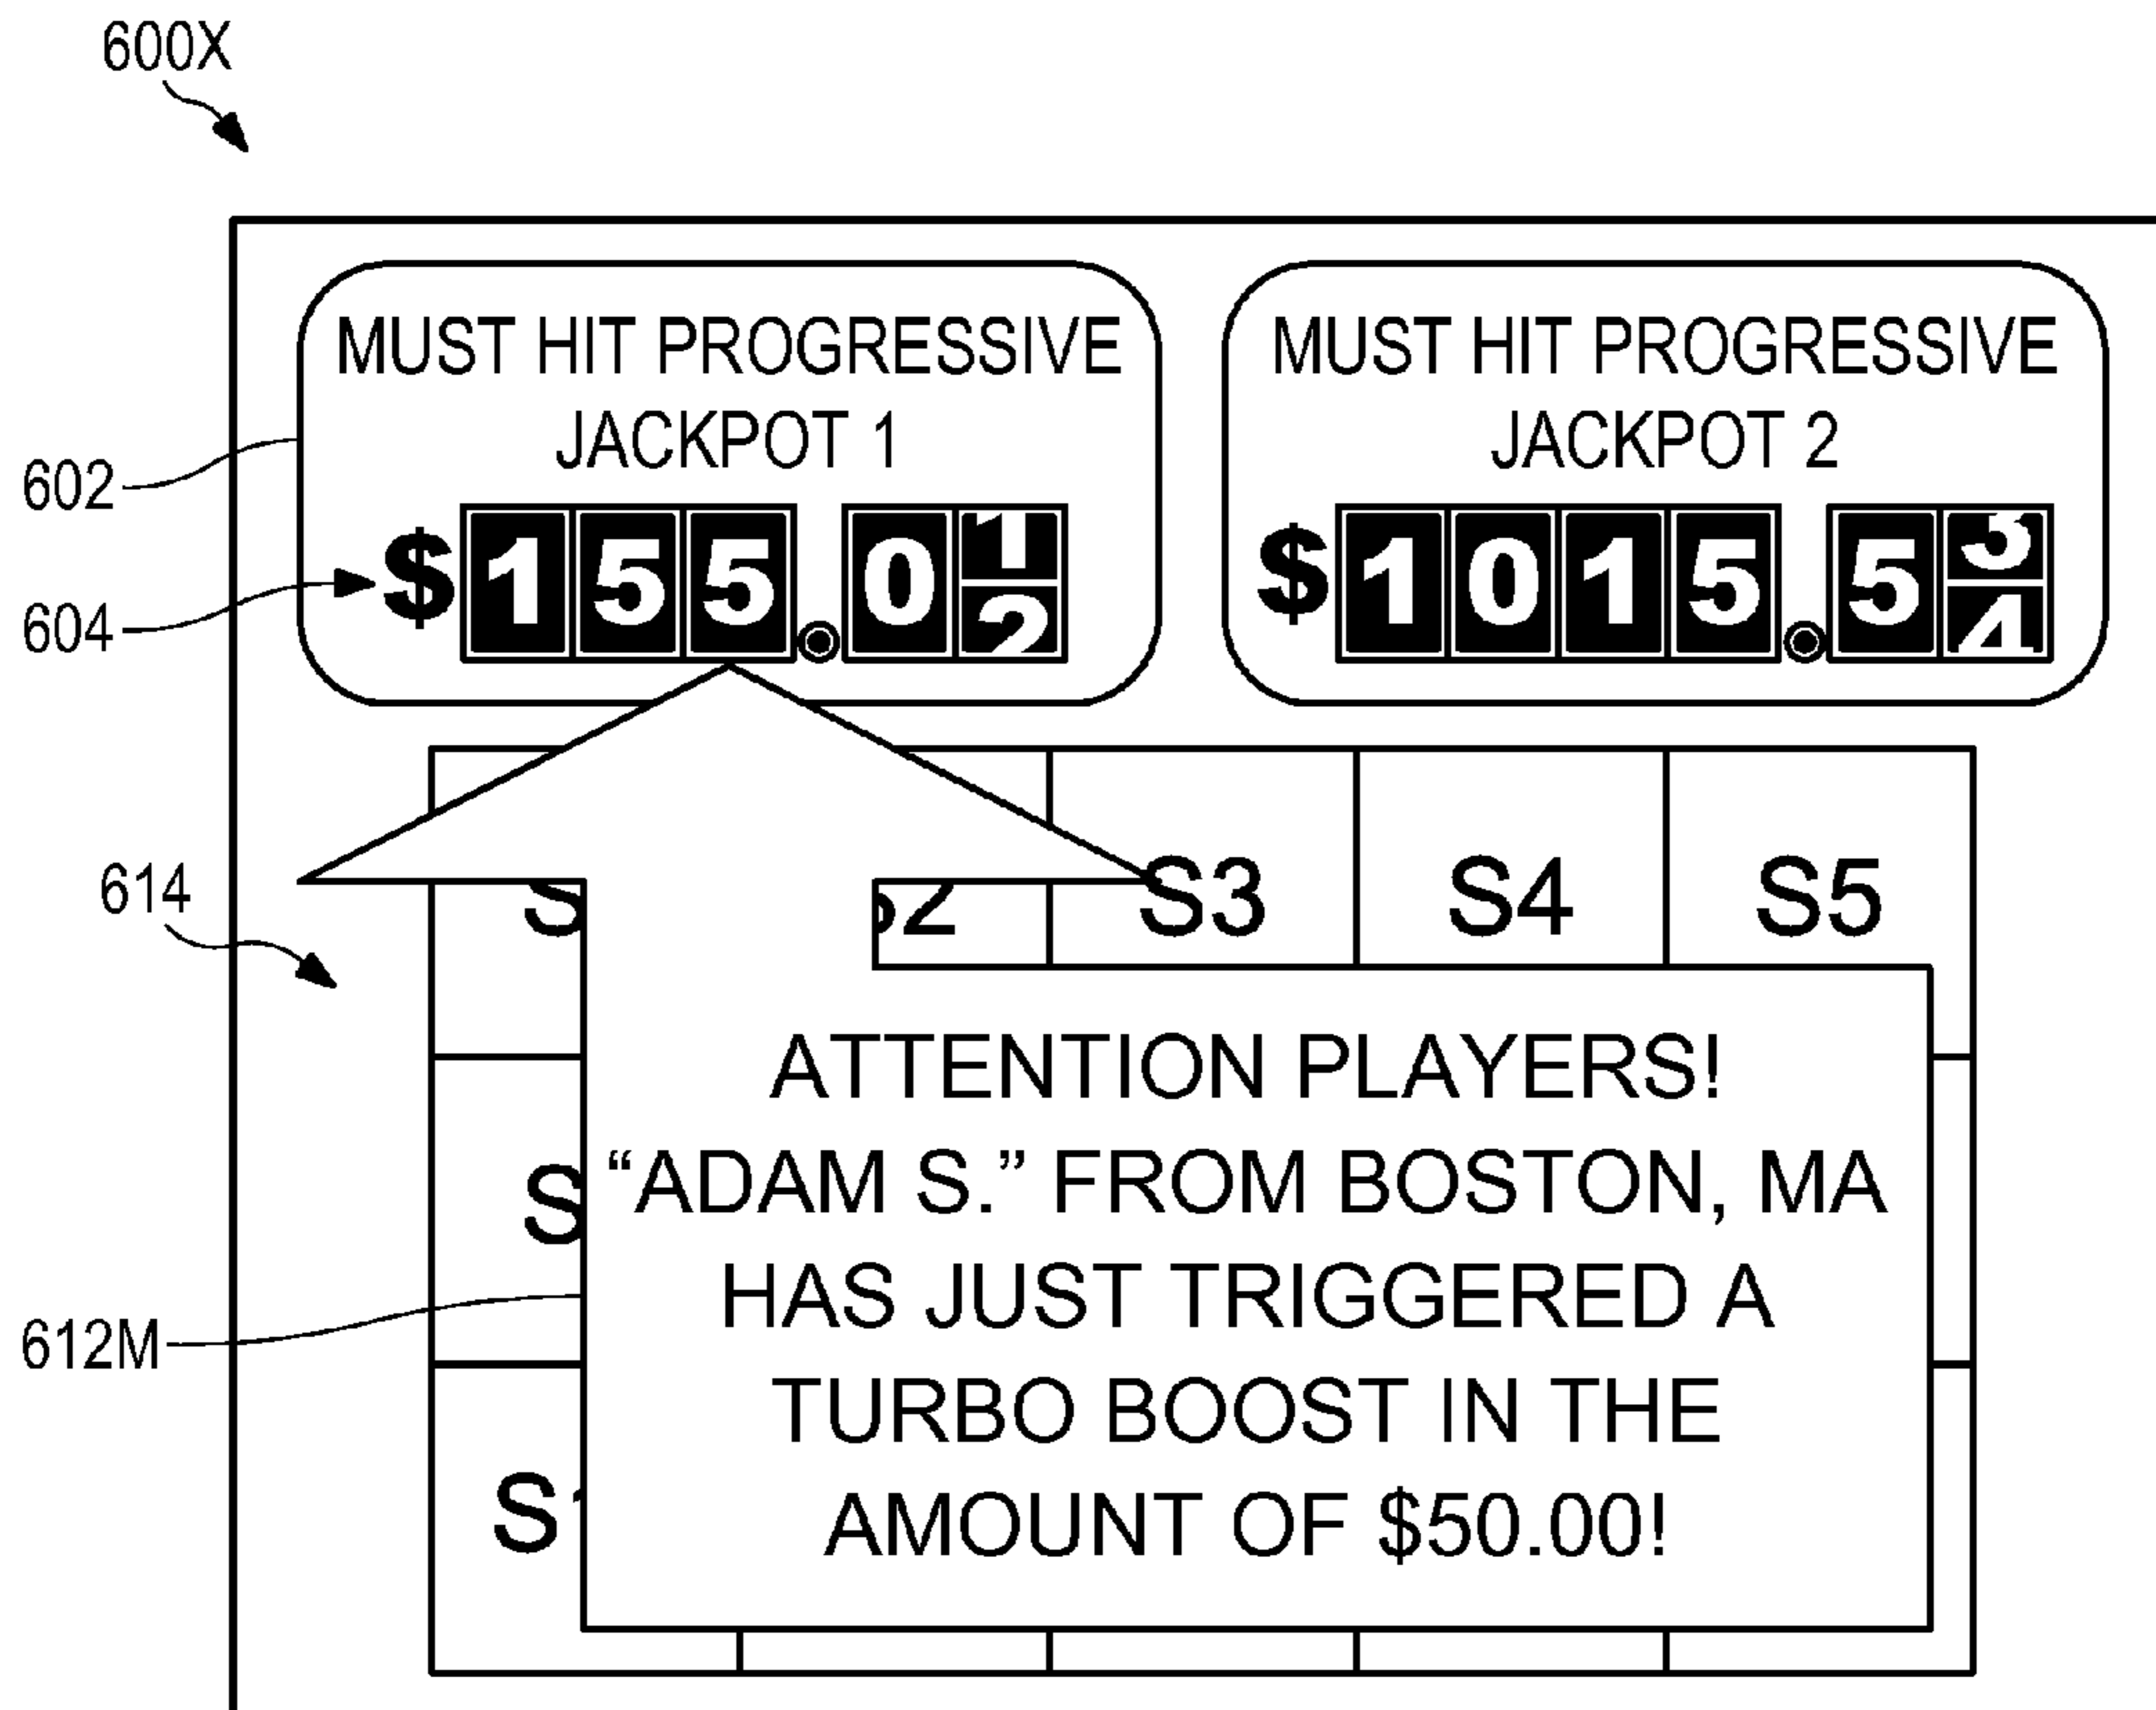 600X
MUST HIT PROGRESSIVE
JACKPOT 1
MUST HIT PROGRESSIVE
JACKPOT 2
602
604
$155.0
$1015.5
614
S3 S4 S5
ATTENTION PLAYERS!
“ADAM S.” FROM BOSTON, MA
HAS JUST TRIGGERED A
612M
TURBO BOOST IN THE
AMOUNT OF $50.00!